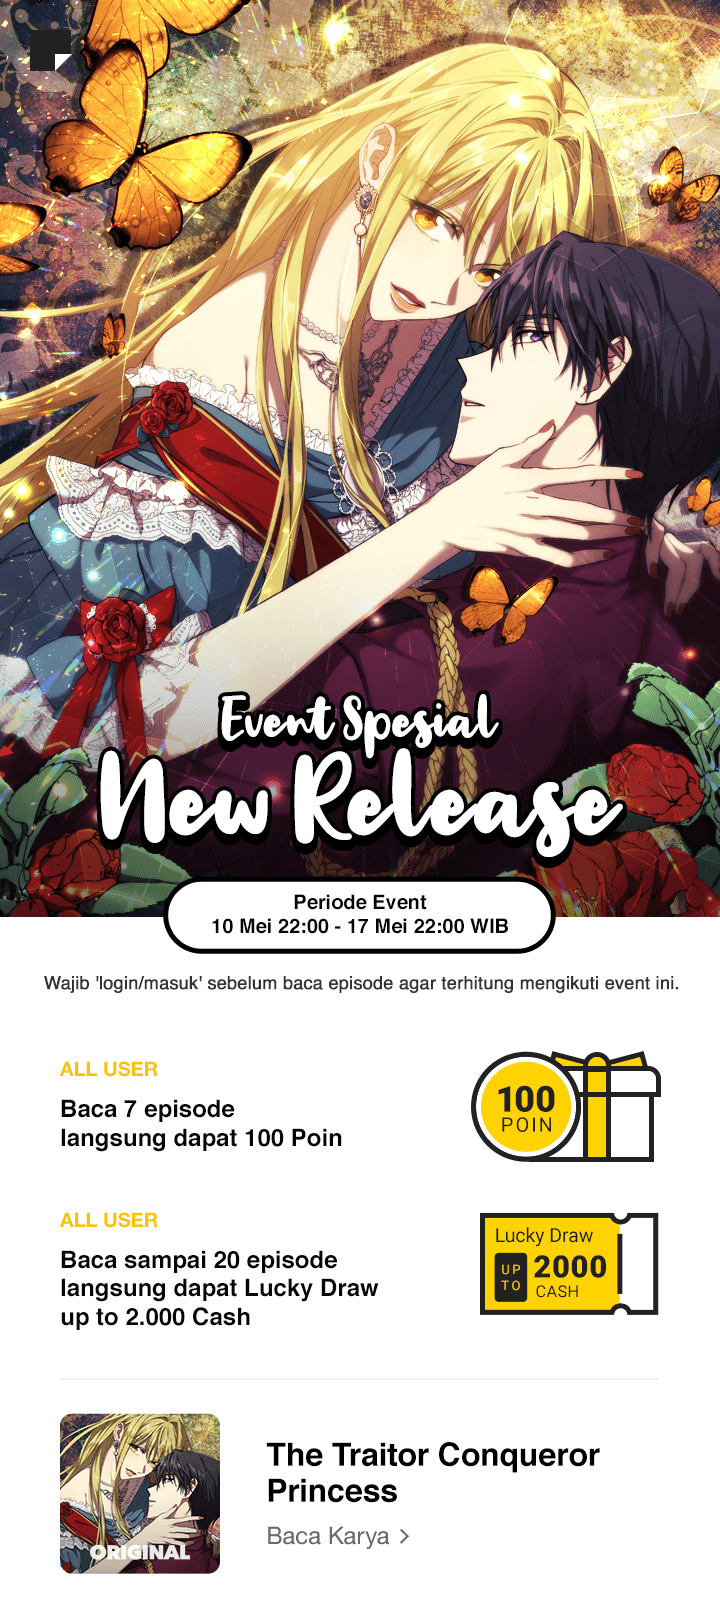 Event Spesial
New Release
Periode Event
10 Mei 22:00 - 17 Mei 22:00 WIB
Wajib 'login/masuk' sebelum baca episode agar terhitung mengikuti event ini.
ALL USER
Baca 7 episode
langsung dapat 100 Poin
100
POIN
ALL USER
Baca sampai 20 episode
langsung dapat Lucky Draw
up to 2.000 Cash
Lucky Draw
UP TO 2000
CASH
ORIGINAL
The Traitor Conqueror
Princess
Baca Karya >